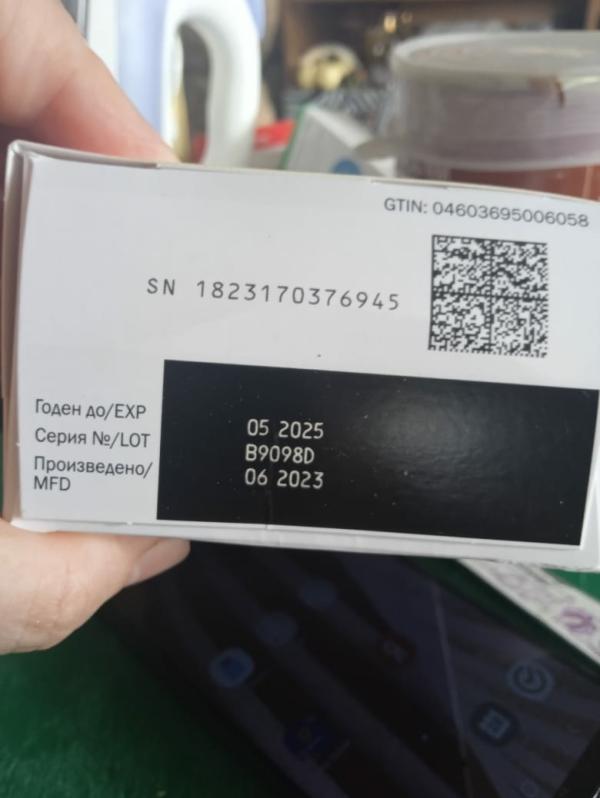 GTIN: 04603695006058
SN 1823170376945
Годен до/EXP
05 2025
Серия №/LOT
B9098D
Произведено/
MFD
06 2023